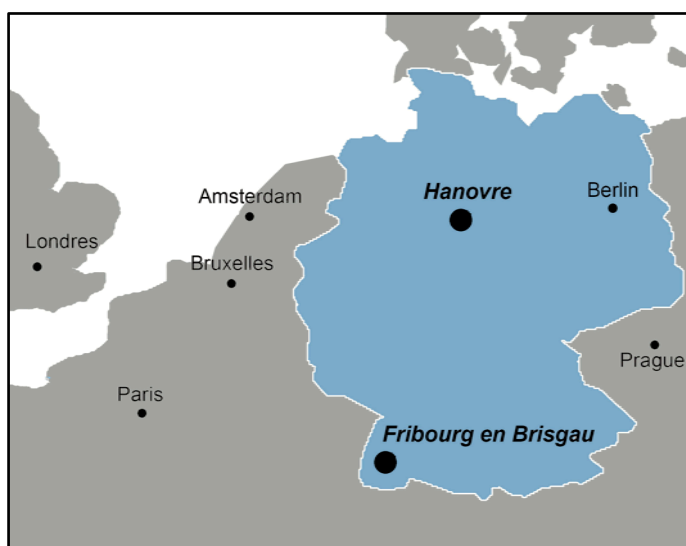 Hanovre
Berlin
Amsterdam
Londres
Bruxelles
Prague
Paris
Fribourg en Brisgau